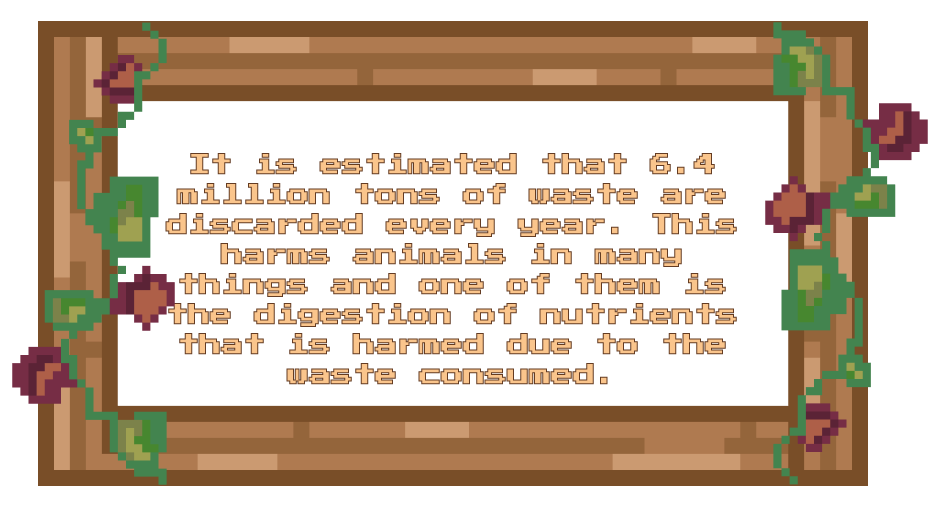 It is estimated that 6.4
million tons of waste are
discarded every year. This
harms animals in many
things and one of them is
the digestion of nutrients
that is harmed due to the
waste consumed.